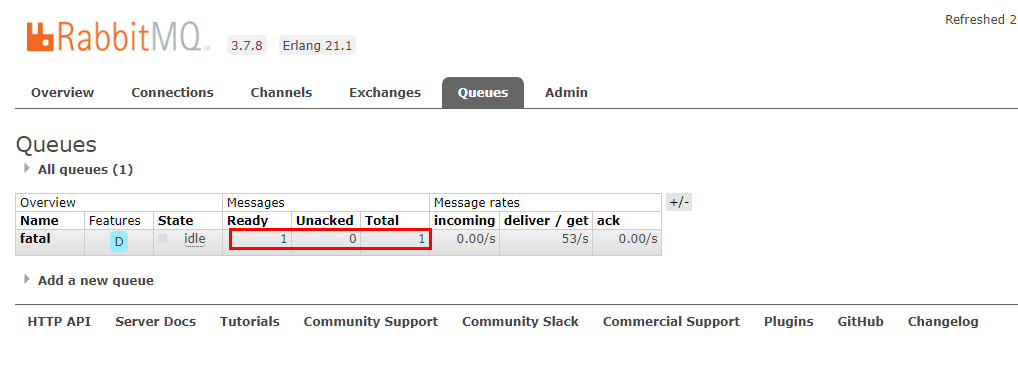 Refreshed 2
RabbitMQ 3.7.8 Erlang 21.1
Overview Connections Channels Exchanges Queues Admin
Queues
All queues (1)
Overview Messages Message rates +/-
Name Features State Ready Unacked Total incoming deliver / get ack
fatal D idle 1 0 1 0.00/s 53/s 0.00/s
Add a new queue
HTTP API Server Docs Tutorials Community Support Community Slack Commercial Support Plugins GitHub Changelog